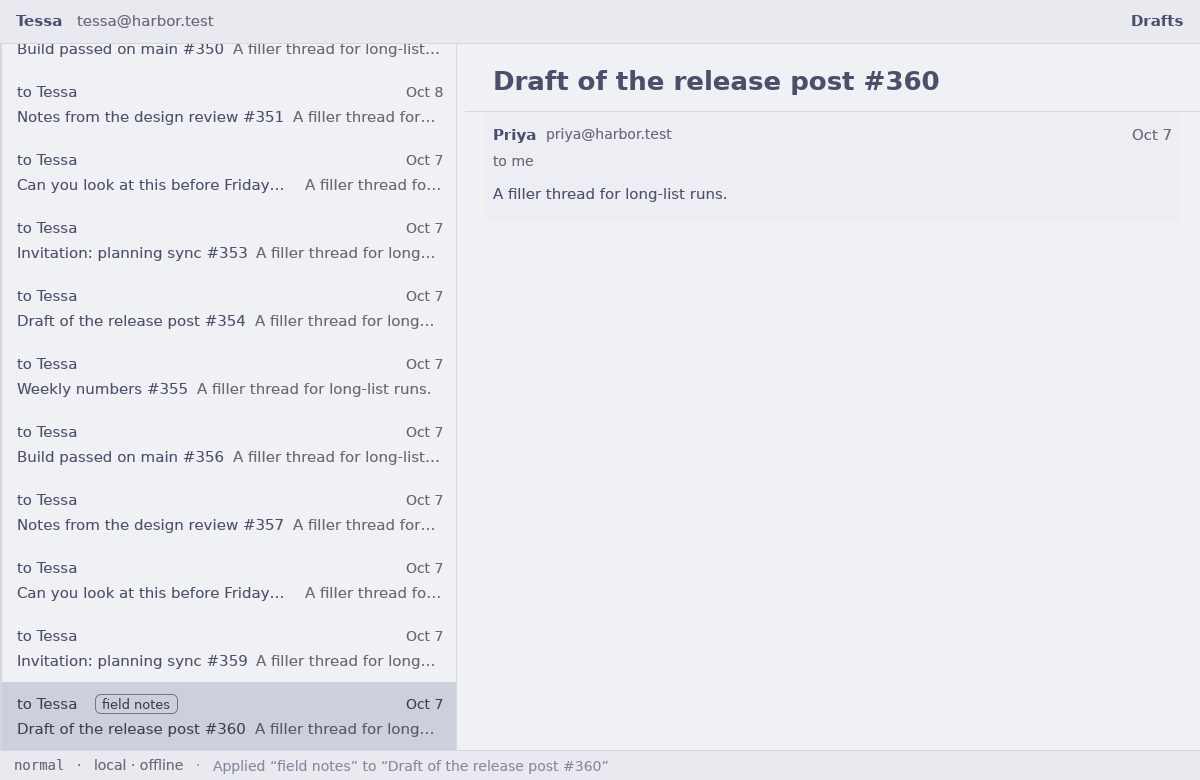 Tessa tessa@harbor.test Drafts
Build passed on main #350 A filler thread for long-list…
to Tessa Oct 8
Notes from the design review #351 A filler thread for…
to Tessa Oct 7
Can you look at this before Friday… A filler thread fo…
to Tessa Oct 7
Invitation: planning sync #353 A filler thread for long…
to Tessa Oct 7
Draft of the release post #354 A filler thread for long…
to Tessa Oct 7
Weekly numbers #355 A filler thread for long-list runs.
to Tessa Oct 7
Build passed on main #356 A filler thread for long-list…
to Tessa Oct 7
Notes from the design review #357 A filler thread for…
to Tessa Oct 7
Can you look at this before Friday… A filler thread fo…
to Tessa Oct 7
Invitation: planning sync #359 A filler thread for long…
to Tessa field notes Oct 7
Draft of the release post #360 A filler thread for long…
Draft of the release post #360
Priya priya@harbor.test Oct 7
to me
A filler thread for long-list runs.
normal · local · offline · Applied “field notes” to “Draft of the release post #360”